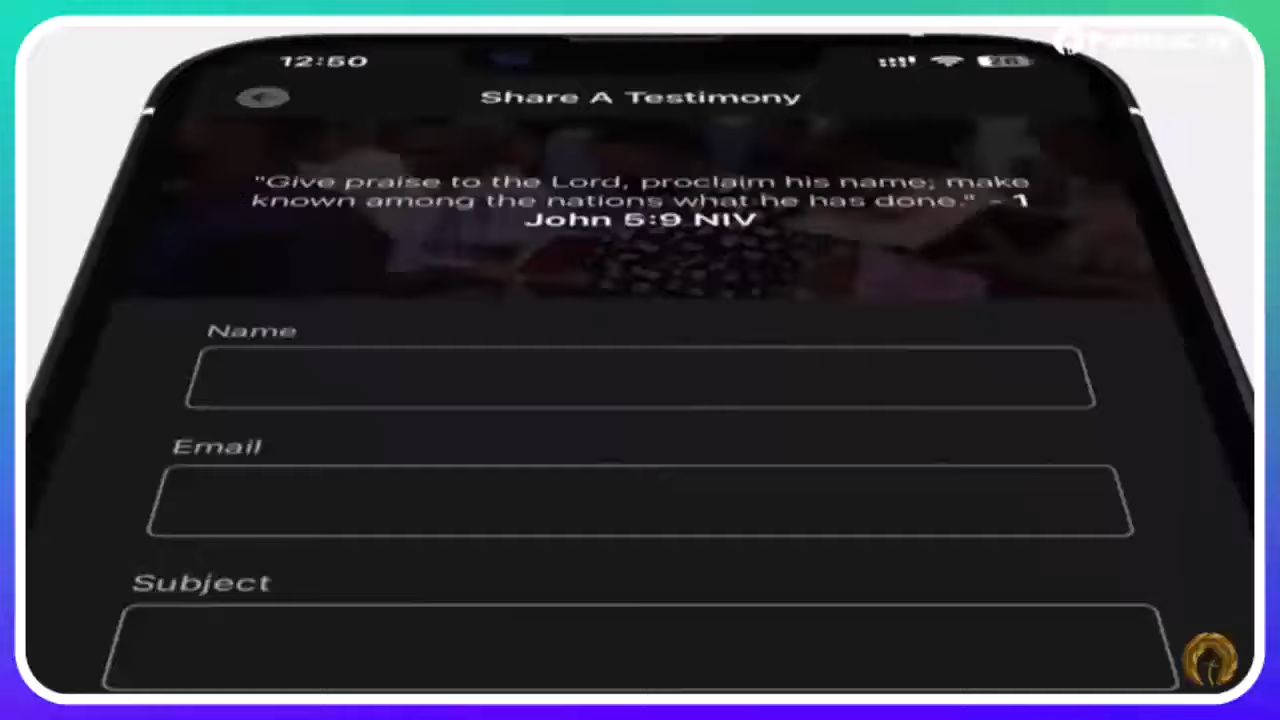 12:50
Share A Testimony
"Give praise to the Lord, proclaim his name; make
known among the nations what he has done." - 1
John 5:9 NIV
Name
Email
Subject